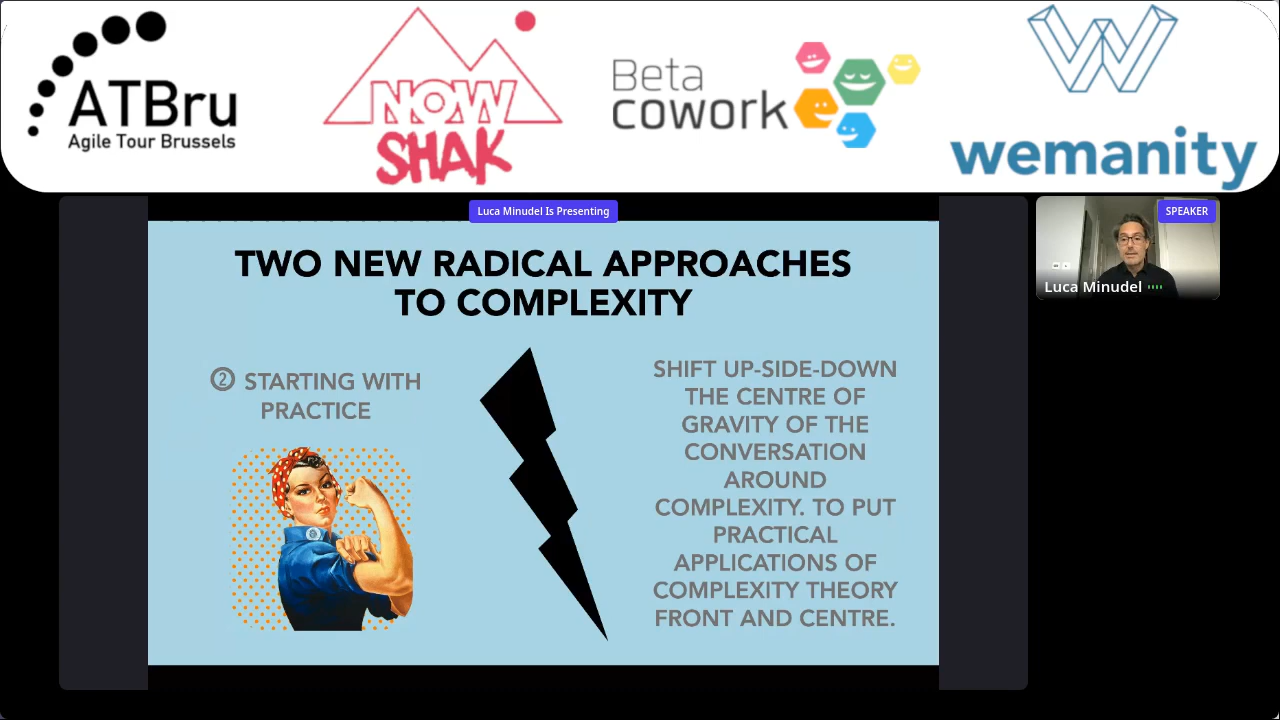 ATBru
Agile Tour Brussels
NOW
SHAK
Beta
cowork
W
wemanity
Luca Minudel Is Presenting
SPEAKER
Luca Minudel
TWO NEW RADICAL APPROACHES
TO COMPLEXITY
② STARTING WITH
PRACTICE
SHIFT UP-SIDE-DOWN
THE CENTRE OF
GRAVITY OF THE
CONVERSATION
AROUND
COMPLEXITY. TO PUT
PRACTICAL
APPLICATIONS OF
COMPLEXITY THEORY
FRONT AND CENTRE.